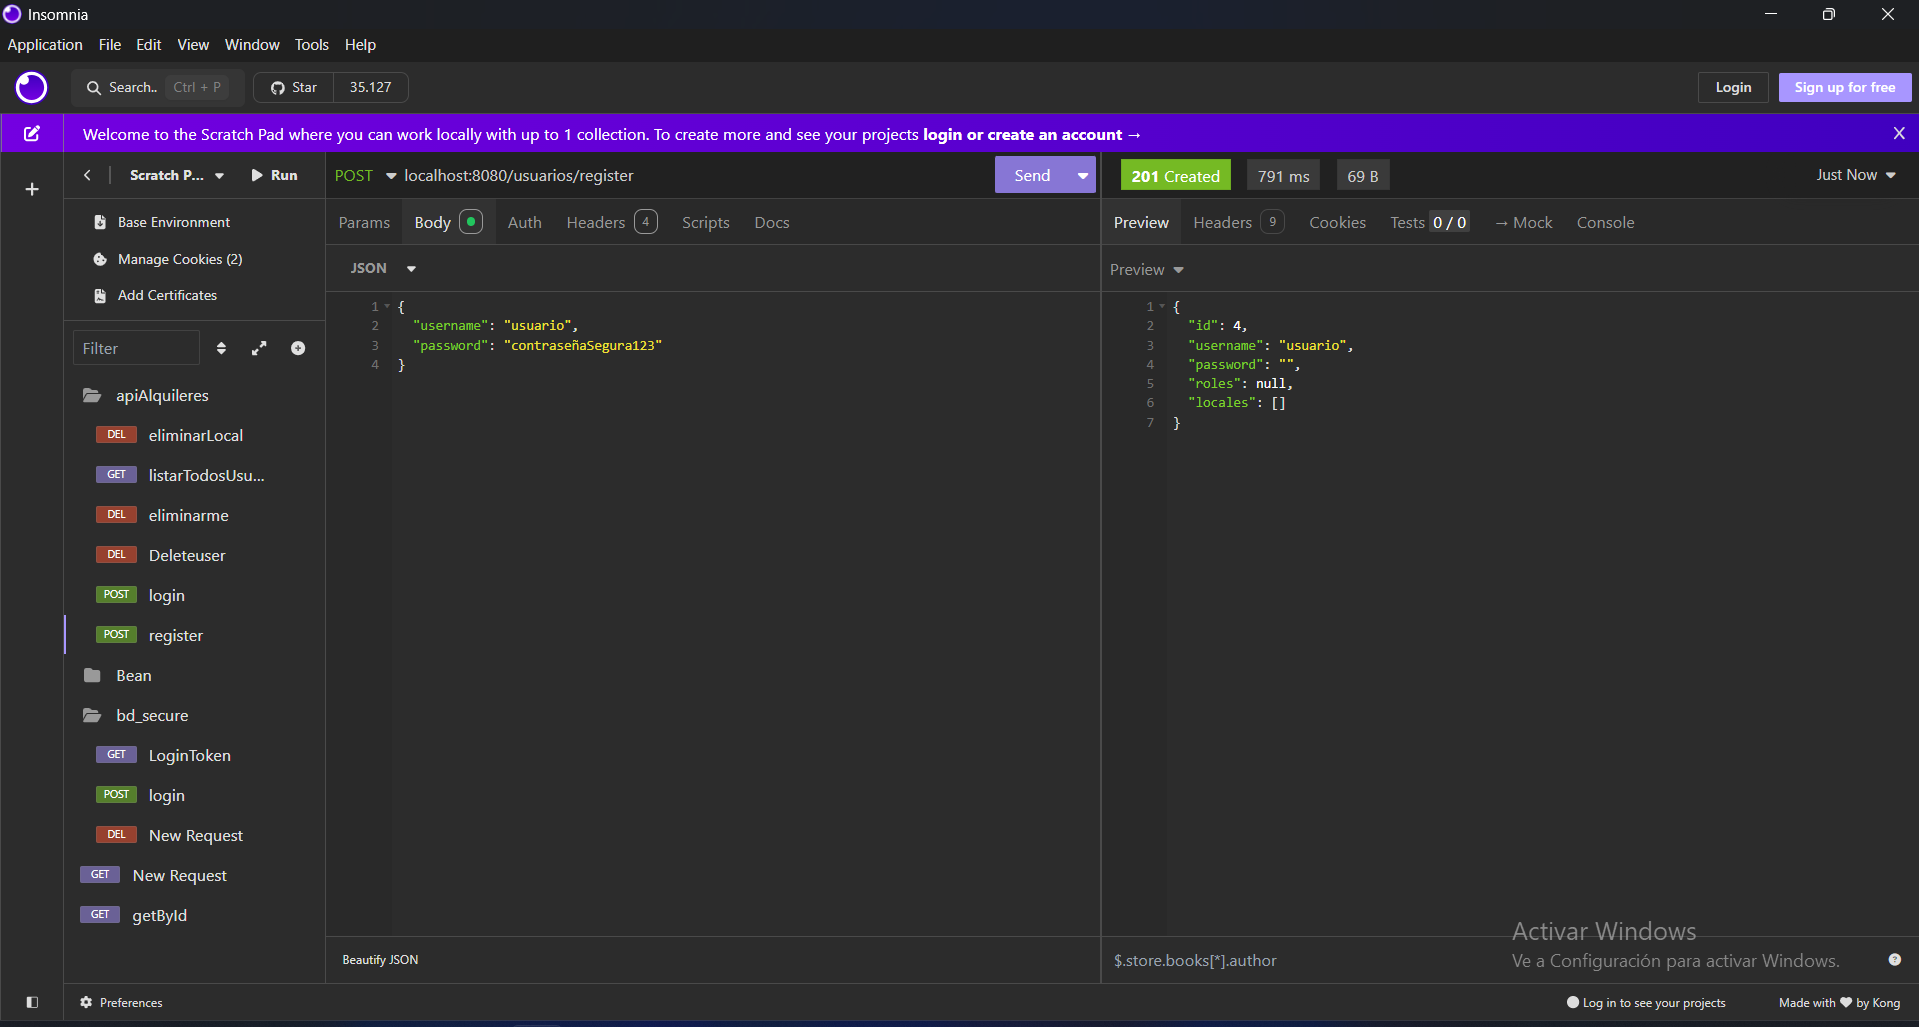 Insomnia
Application File Edit View Window Tools Help
Search.. Ctrl + P Star 35.127 Login Sign up for free
Welcome to the Scratch Pad where you can work locally with up to 1 collection. To create more and see your projects login or create an account →
Scratch P... Run
POST localhost:8080/usuarios/register Send
201 Created 791 ms 69 B Just Now
Base Environment
Manage Cookies (2)
Add Certificates
Filter
apiAlquileres
DEL eliminarLocal
GET listarTodosUsu...
DEL eliminarme
DEL Deleteuser
POST login
POST register
Bean
bd_secure
GET LoginToken
POST login
DEL New Request
GET New Request
GET getById
Params Body Auth Headers 4 Scripts Docs
JSON
1 {
2 "username": "usuario",
3 "password": "contraseñaSegura123"
4 }
Beautify JSON
Preview Headers 9 Cookies Tests 0 / 0 → Mock Console
Preview
1 {
2 "id": 4,
3 "username": "usuario",
4 "password": "",
5 "roles": null,
6 "locales": []
7 }
$.store.books[*].author
Activar Windows
Ve a Configuración para activar Windows.
Preferences
Log in to see your projects Made with by Kong